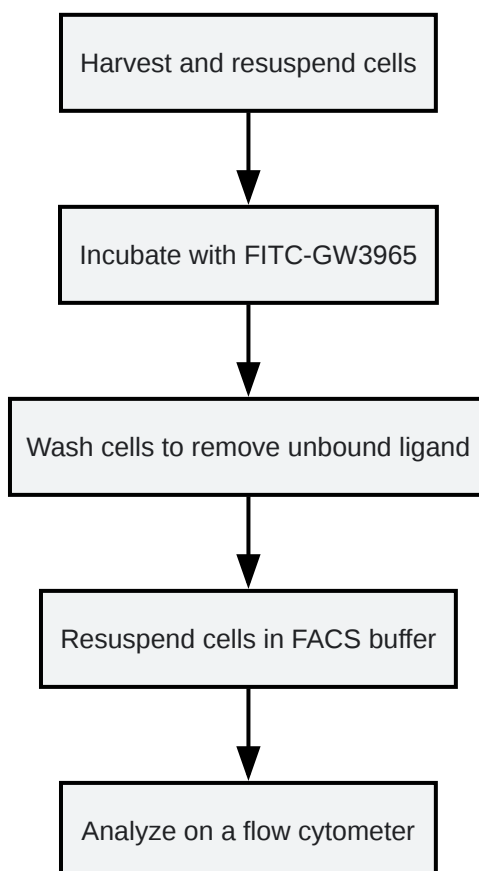 Harvest and resuspend cells
Incubate with FITC-GW3965
Wash cells to remove unbound ligand
Resuspend cells in FACS buffer
Analyze on a flow cytometer